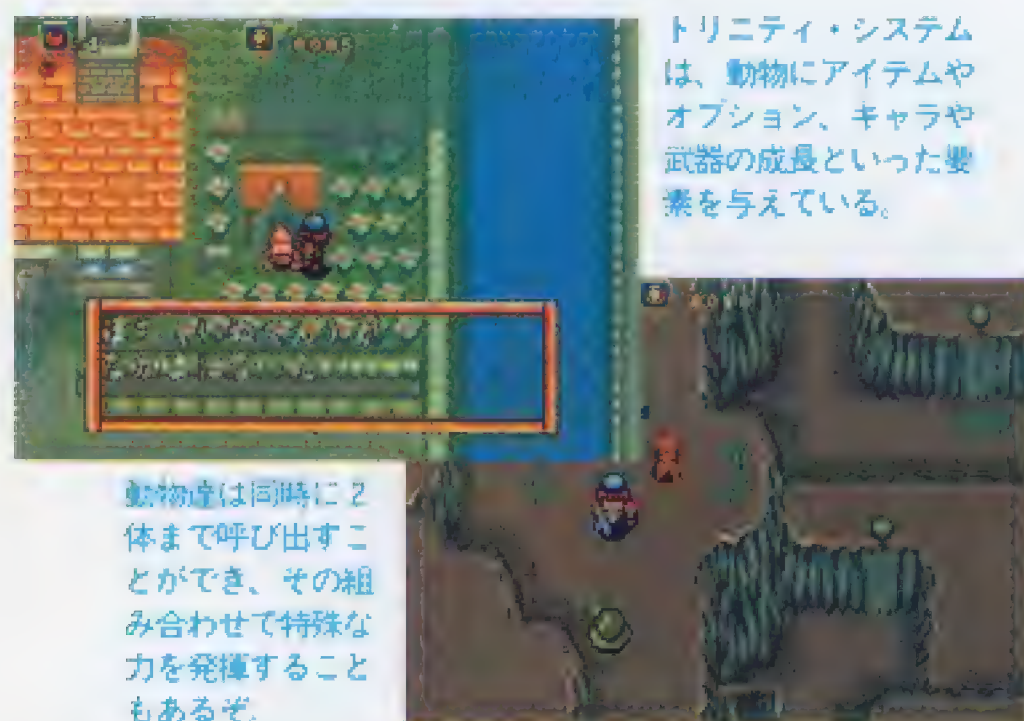 トリニティ・システム
は、動物にアイテムや
オプション、キャラや
武器の成長といった要
素を与えている。
動物達は同時に2
体まで呼び出すこ
とができ、その組
み合わせで特殊な
力を発揮すること
もあるぞ。